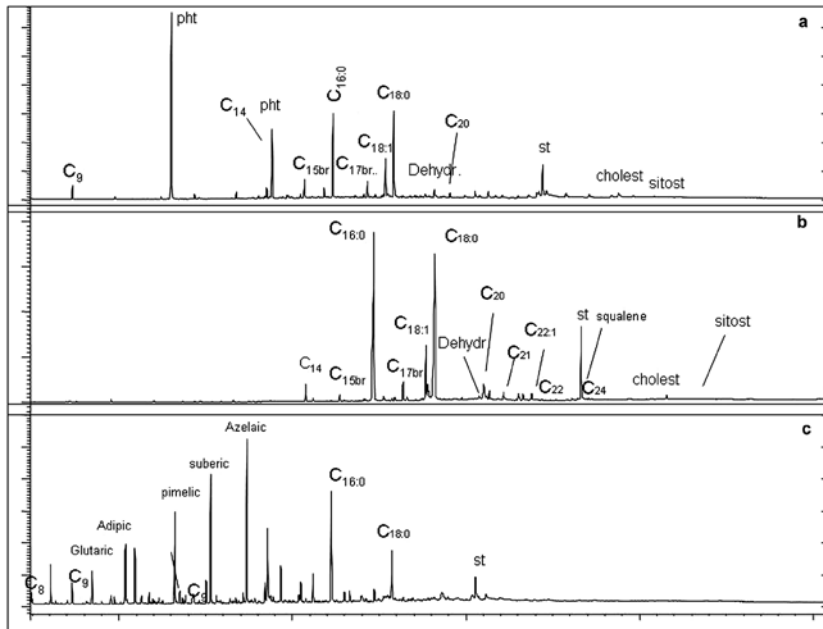 a
pht
C14
pht
C16:0
C18:0
C18:1
C20
C9
C15br
C17br..
Dehydr.
st
cholest
sitost
b
C16:0
C18:0
C18:1
C20
C14
C15br
C17br
Dehydr
C21
C22:1
C22
st
squalene
C24
cholest
sitost
c
Azelaic
suberic
pimelic
Adipic
Glutaric
C8
C9
C9
C16:0
C18:0
st